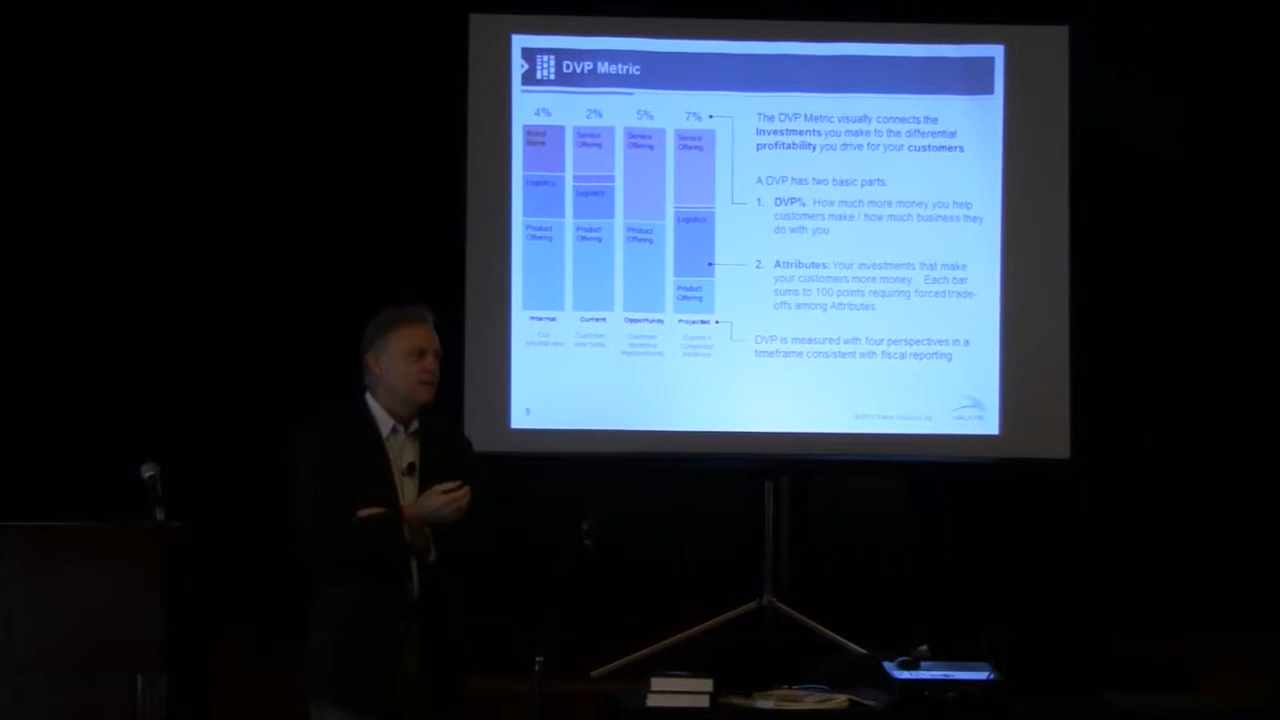 DVP Metric
4% 2% 5% 7%
Brand
Name
Logistics
Product
Offering
Service
Offering
Logistics
Product
Offering
Service
Offering
Product
Offering
Service
Offering
Logistics
Product
Offering
Internal Current Opportunity Projected
The DVP Metric visually connects the
Investments you make to the differential
profitability you drive for your customers
A DVP has two basic parts:
1. DVP%. How much more money you help
customers make / how much business they
do with you
2. Attributes: Your investments that make
your customers more money. Each bar
sums to 100 points requiring forced trade-
offs among Attributes.
DVP is measured with four perspectives in a
timeframe consistent with fiscal reporting